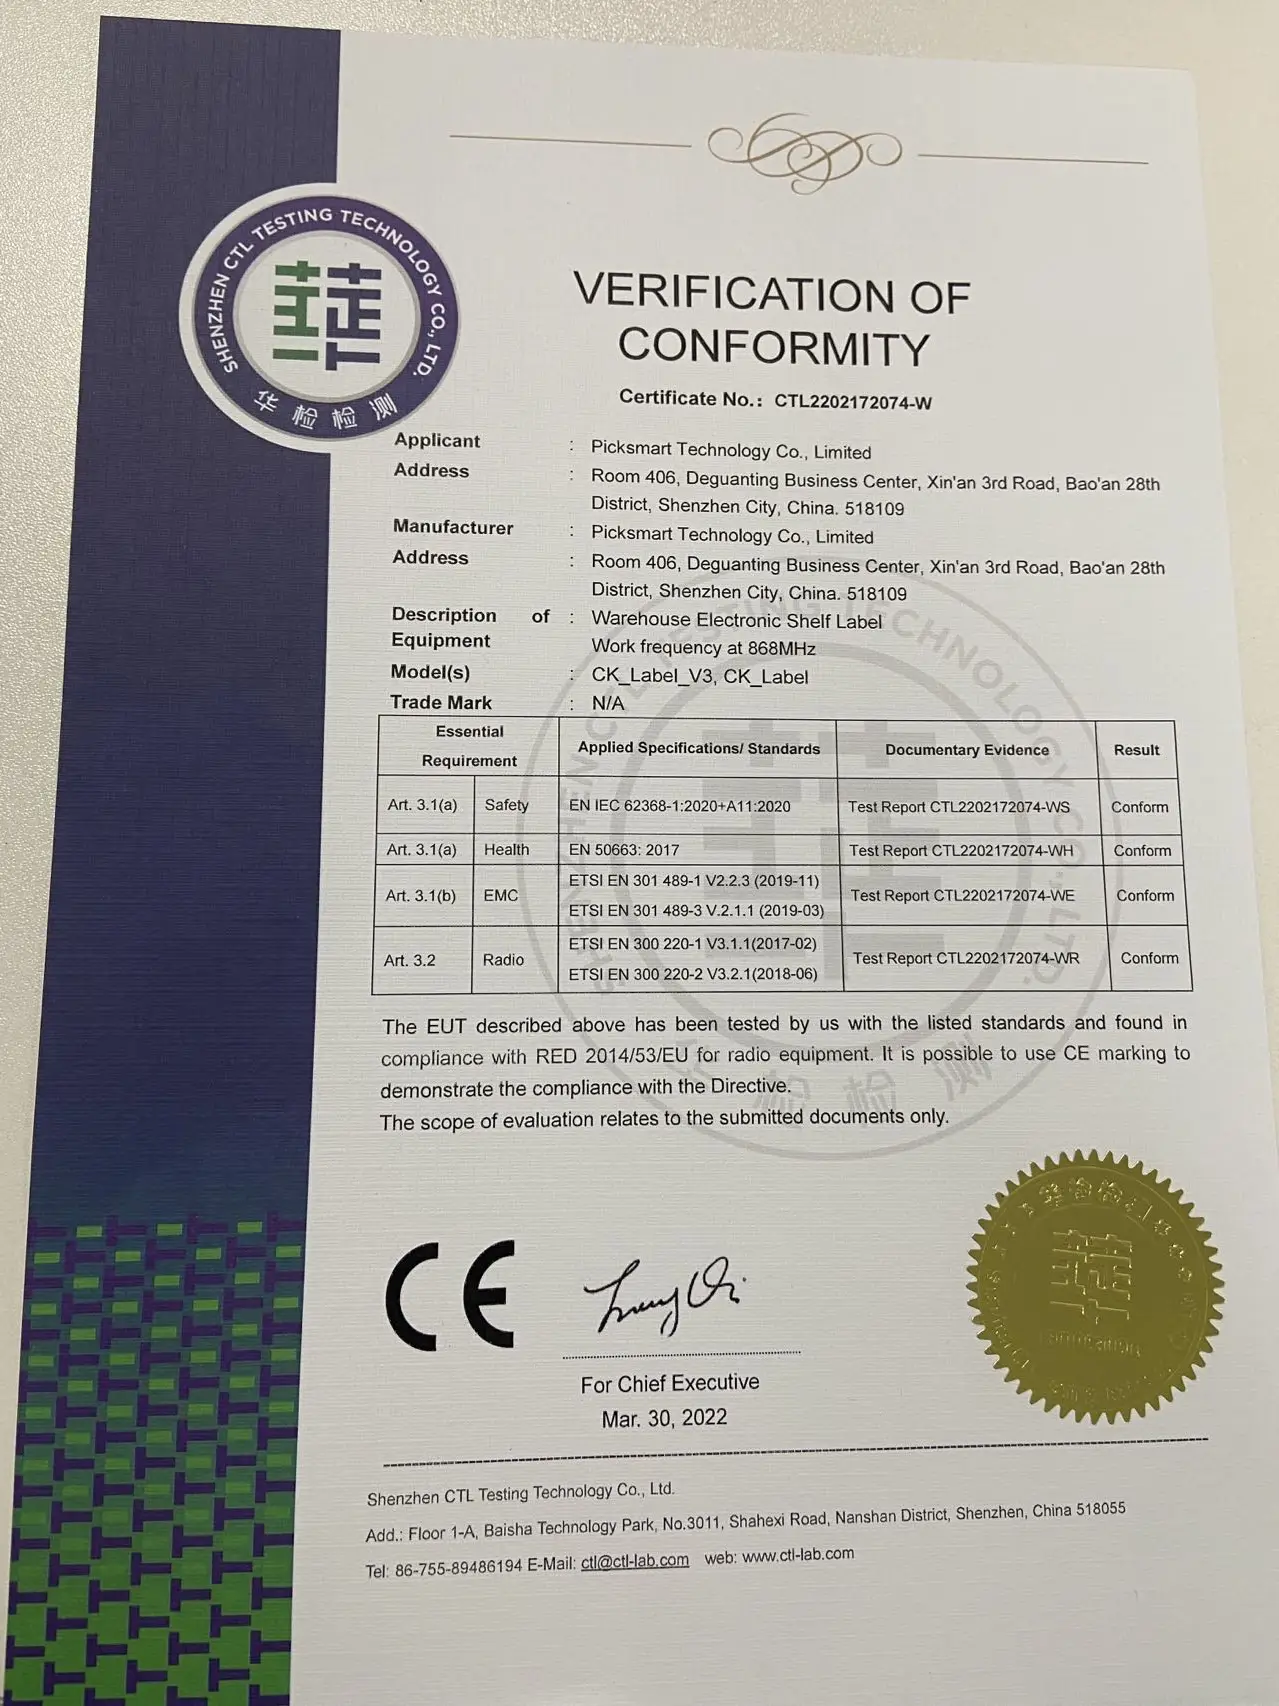 SHENZHEN CTL TESTING TECHNOLOGY CO., LTD.
华检检测
VERIFICATION OF
CONFORMITY
Certificate No.: CTL2202172074-W
Applicant : Picksmart Technology Co., Limited
Address : Room 406, Deguanting Business Center, Xin'an 3rd Road, Bao'an 28th
District, Shenzhen City, China. 518109
Manufacturer : Picksmart Technology Co., Limited
Address : Room 406, Deguanting Business Center, Xin'an 3rd Road, Bao'an 28th
District, Shenzhen City, China. 518109
Description of : Warehouse Electronic Shelf Label
Equipment Work frequency at 868MHz
Model(s) : CK_Label_V3, CK_Label
Trade Mark : N/A
Essential
Requirement Applied Specifications/ Standards Documentary Evidence Result
Art. 3.1(a) Safety EN IEC 62368-1:2020+A11:2020 Test Report CTL2202172074-WS Conform
Art. 3.1(a) Health EN 50663: 2017 Test Report CTL2202172074-WH Conform
Art. 3.1(b) EMC ETSI EN 301 489-1 V2.2.3 (2019-11)
ETSI EN 301 489-3 V.2.1.1 (2019-03) Test Report CTL2202172074-WE Conform
Art. 3.2 Radio ETSI EN 300 220-1 V3.1.1(2017-02)
ETSI EN 300 220-2 V3.2.1(2018-06) Test Report CTL2202172074-WR Conform
The EUT described above has been tested by us with the listed standards and found in
compliance with RED 2014/53/EU for radio equipment. It is possible to use CE marking to
demonstrate the compliance with the Directive.
The scope of evaluation relates to the submitted documents only.
CE
For Chief Executive
Mar. 30, 2022
Shenzhen CTL Testing Technology Co., Ltd.
Add.: Floor 1-A, Baisha Technology Park, No.3011, Shahexi Road, Nanshan District, Shenzhen, China 518055
Tel: 86-755-89486194 E-Mail: ctl@ctl-lab.com web: www.ctl-lab.com